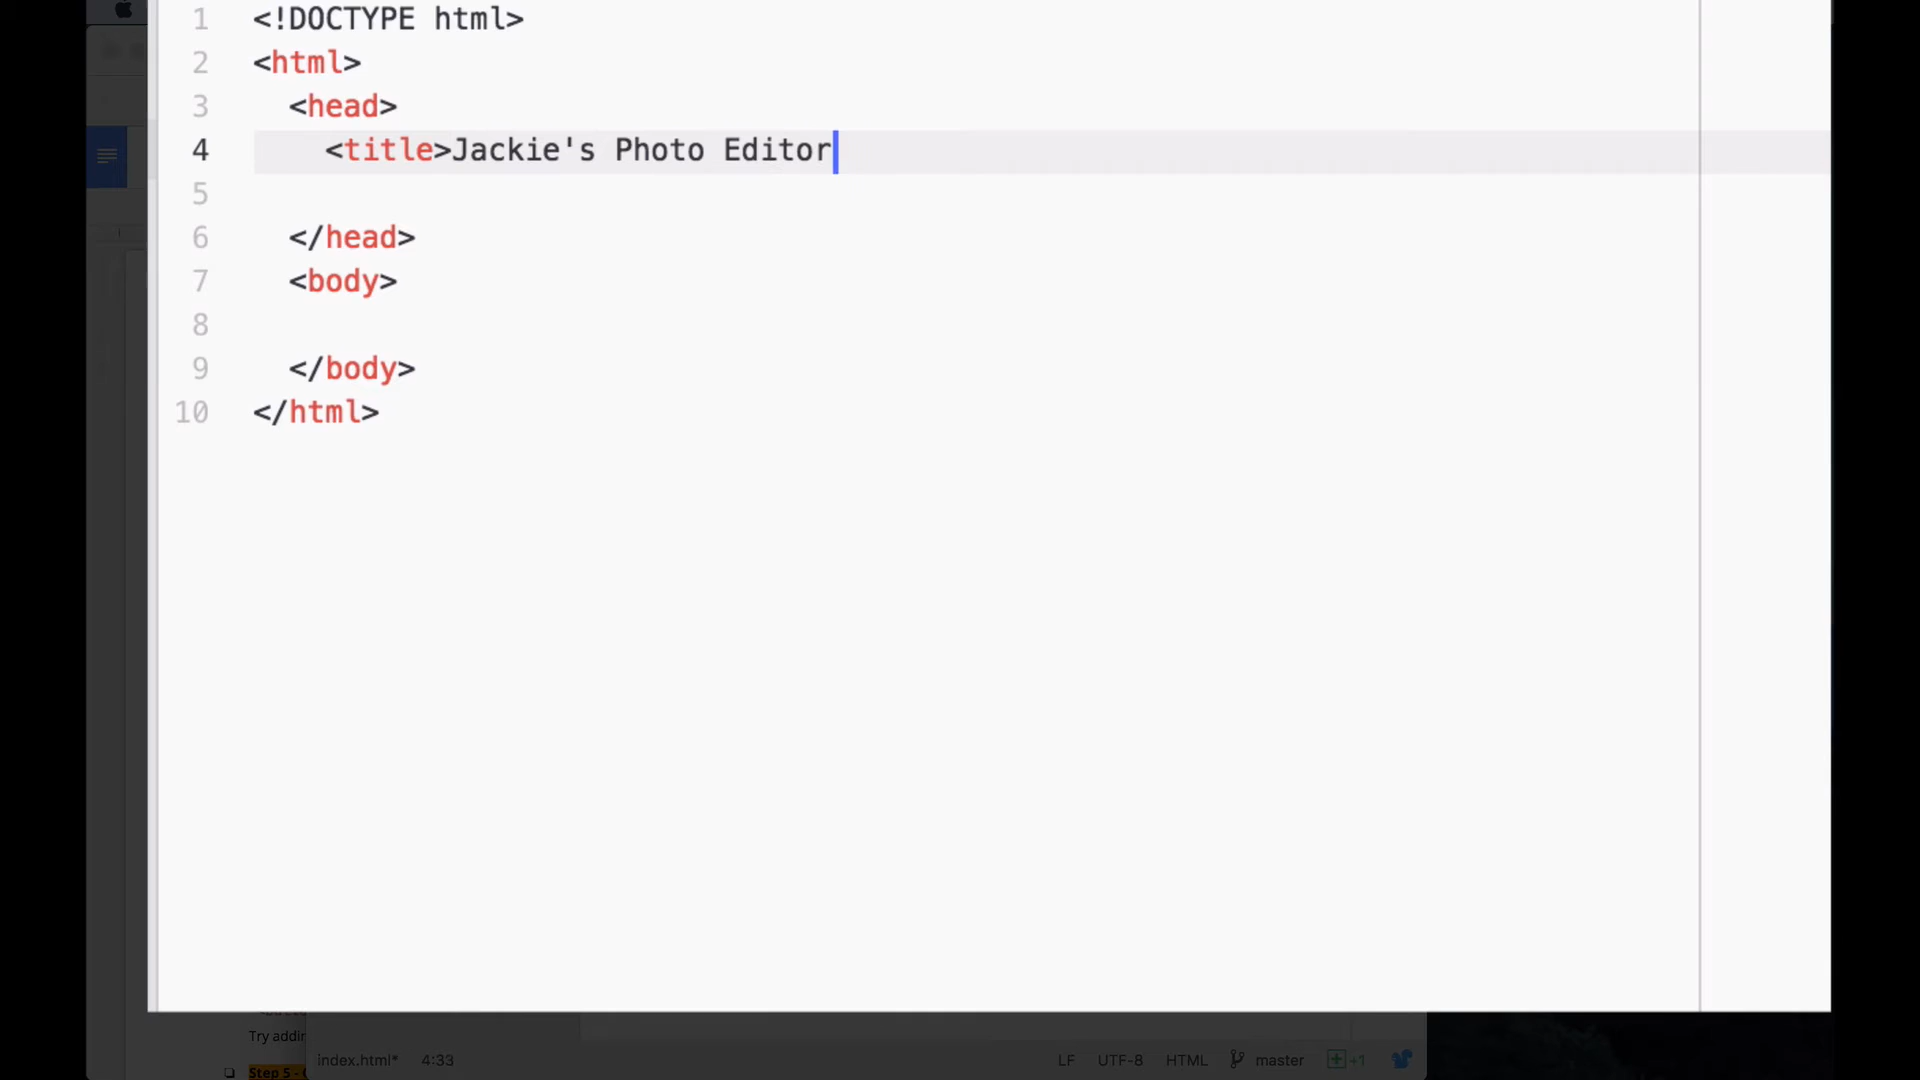 1 <!DOCTYPE html>
2 <html>
3 <head>
4 <title>Jackie's Photo Editor
5
6 </head>
7 <body>
8
9 </body>
10 </html>
Try addin
Step 5 -
index.html* 4:33 LF UTF-8 HTML master +1